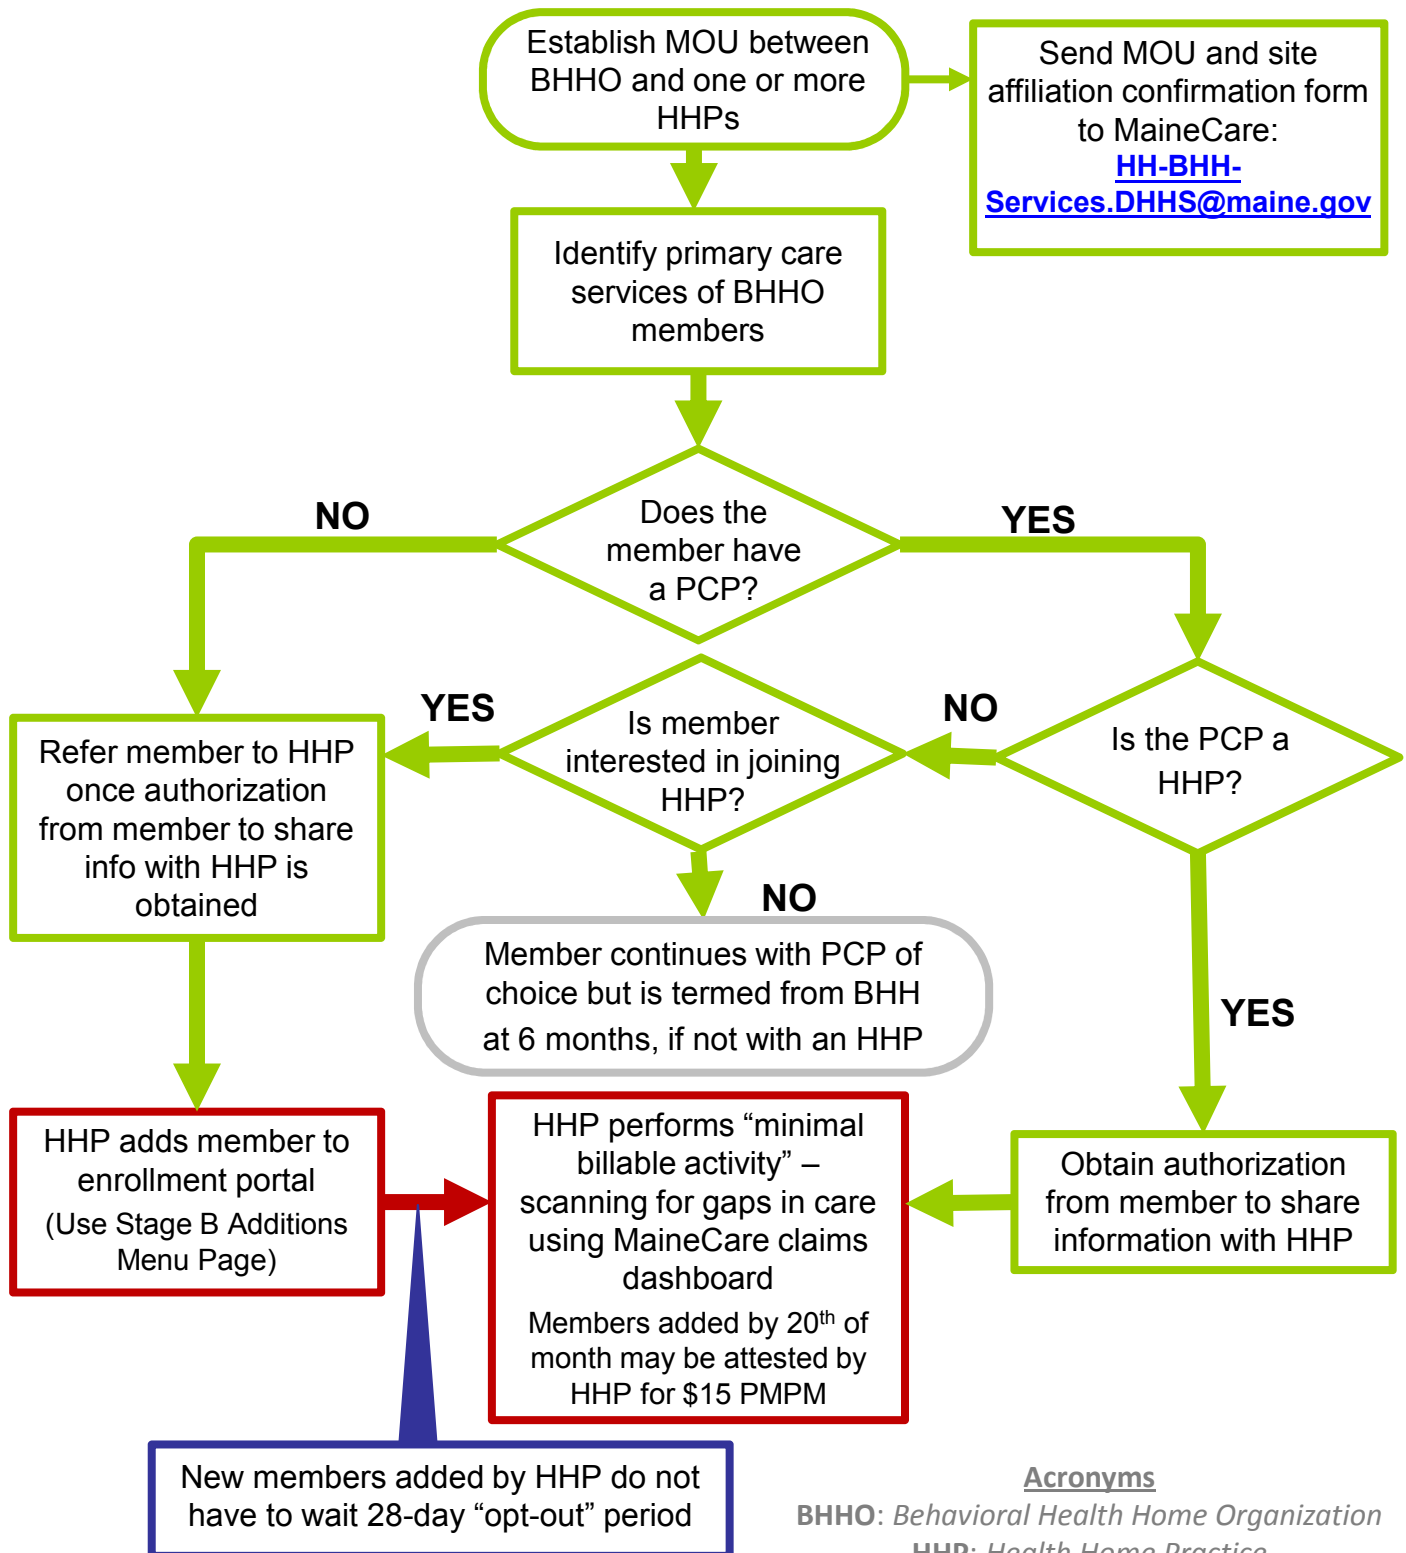 Establish MOU between
BHHO and one or more
HHPs
Send MOU and site
affiliation confirmation form
to MaineCare:
HH-BHH-
Services.DHHS@maine.gov
Identify primary care
services of BHHO
members
Does the
member have
a PCP?
NO
YES
Is the PCP a
HHP?
NO
Is member
interested in joining
HHP?
YES
Refer member to HHP
once authorization
from member to share
info with HHP is
obtained
NO
Member continues with PCP of
choice but is termed from BHH
at 6 months, if not with an HHP
YES
HHP adds member to
enrollment portal
(Use Stage B Additions
Menu Page)
HHP performs “minimal
billable activity” –
scanning for gaps in care
using MaineCare claims
dashboard
Members added by 20th of
month may be attested by
HHP for $15 PMPM
Obtain authorization
from member to share
information with HHP
New members added by HHP do not
have to wait 28-day “opt-out” period
Acronyms
BHHO: Behavioral Health Home Organization
HHP: Health Home Practice